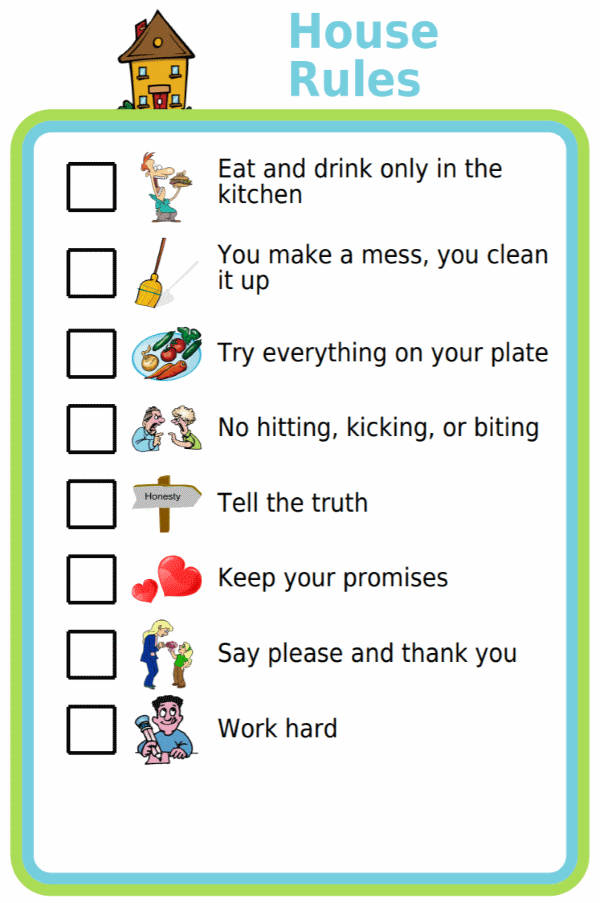 House
Rules
Eat and drink only in the
kitchen
You make a mess, you clean
it up
Try everything on your plate
No hitting, kicking, or biting
Honesty
Tell the truth
Keep your promises
Say please and thank you
Work hard